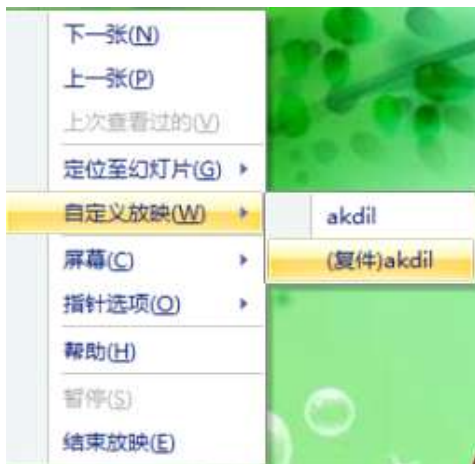 下一张(N)
上一张(P)
上次查看过的(V)
定位至幻灯片(G)
自定义放映(W)
akdil
(复件)akdil
屏幕(C)
指针选项(O)
帮助(H)
暂停(S)
结束放映(E)